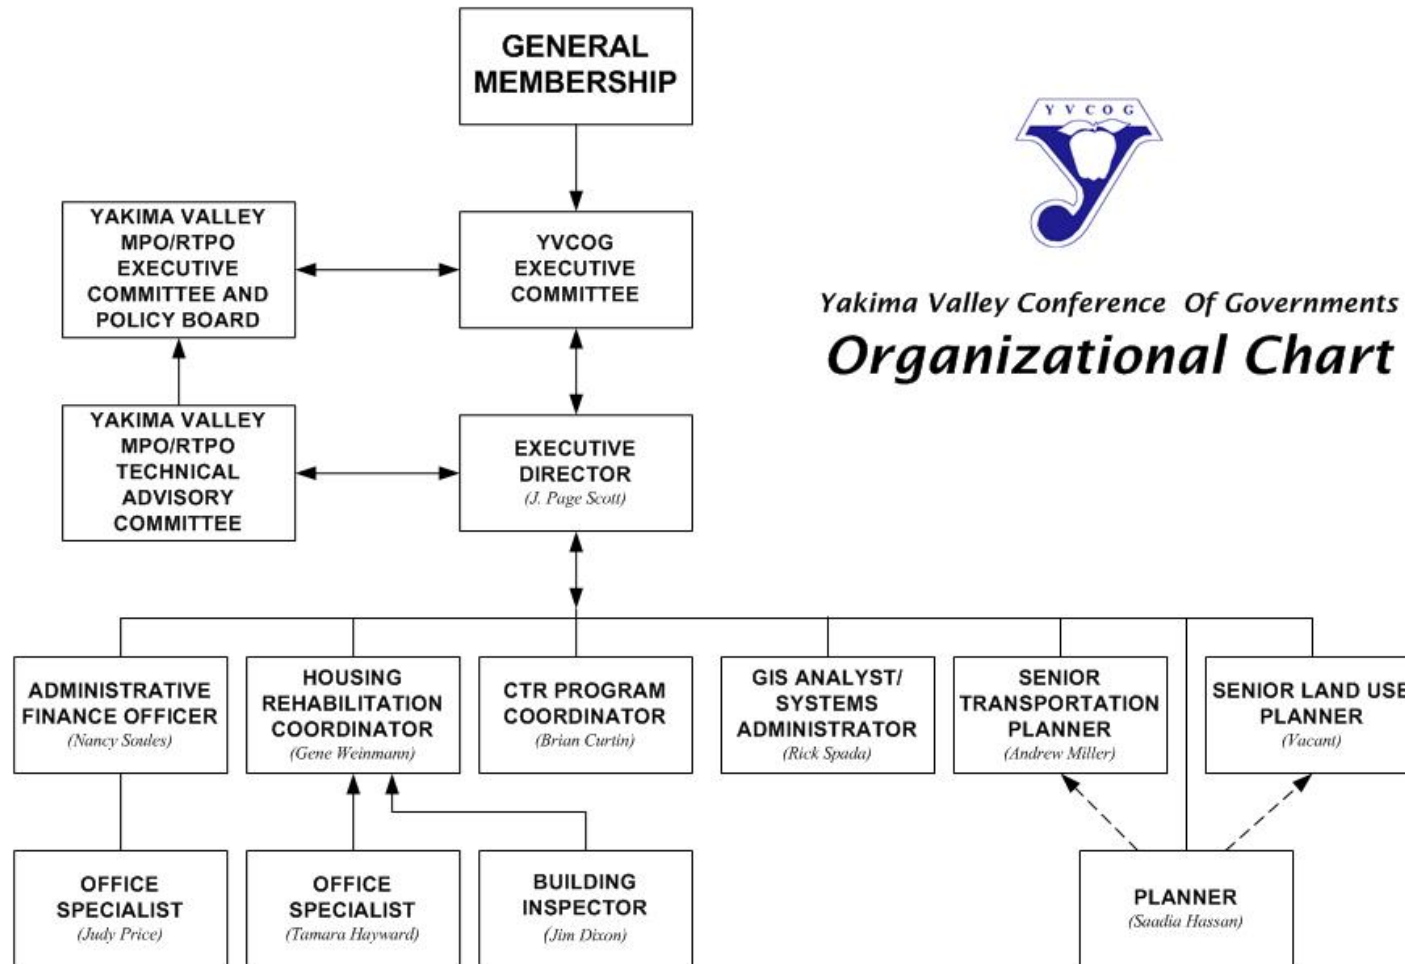 GENERAL
MEMBERSHIP
Y V C O G
YAKIMA VALLEY
MPO/RTPO
EXECUTIVE
COMMITTEE AND
POLICY BOARD
YVCOG
EXECUTIVE
COMMITTEE
Yakima Valley Conference Of Governments
Organizational Chart
YAKIMA VALLEY
MPO/RTPO
TECHNICAL
ADVISORY
COMMITTEE
EXECUTIVE
DIRECTOR
(J. Page Scott)
ADMINISTRATIVE
FINANCE OFFICER
(Nancy Soules)
HOUSING
REHABILITATION
COORDINATOR
(Gene Weinmann)
CTR PROGRAM
COORDINATOR
(Brian Curtin)
GIS ANALYST/
SYSTEMS
ADMINISTRATOR
(Rick Spada)
SENIOR
TRANSPORTATION
PLANNER
(Andrew Miller)
SENIOR LAND USE
PLANNER
(Vacant)
OFFICE
SPECIALIST
(Judy Price)
OFFICE
SPECIALIST
(Tamara Hayward)
BUILDING
INSPECTOR
(Jim Dixon)
PLANNER
(Saadia Hassan)